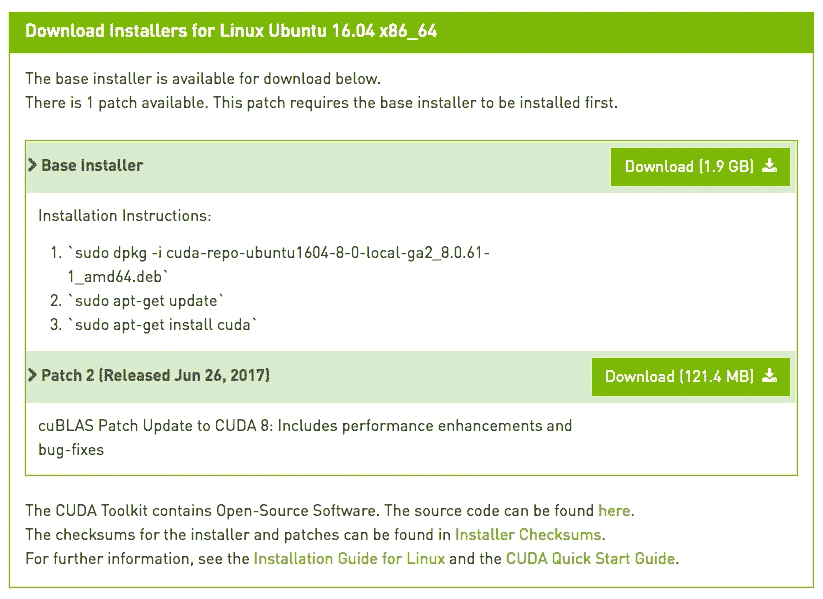 Download Installers for Linux Ubuntu 16.04 x86_64
The base installer is available for download below.
There is 1 patch available. This patch requires the base installer to be installed first.
> Base Installer
Download [1.9 GB]
Installation Instructions:
1. `sudo dpkg -i cuda-repo-ubuntu1604-8-0-local-ga2_8.0.61-
1_amd64.deb`
2. `sudo apt-get update`
3. `sudo apt-get install cuda`
> Patch 2 (Released Jun 26, 2017)
Download [121.4 MB]
cuBLAS Patch Update to CUDA 8: Includes performance enhancements and
bug-fixes
The CUDA Toolkit contains Open-Source Software. The source code can be found here.
The checksums for the installer and patches can be found in Installer Checksums.
For further information, see the Installation Guide for Linux and the CUDA Quick Start Guide.